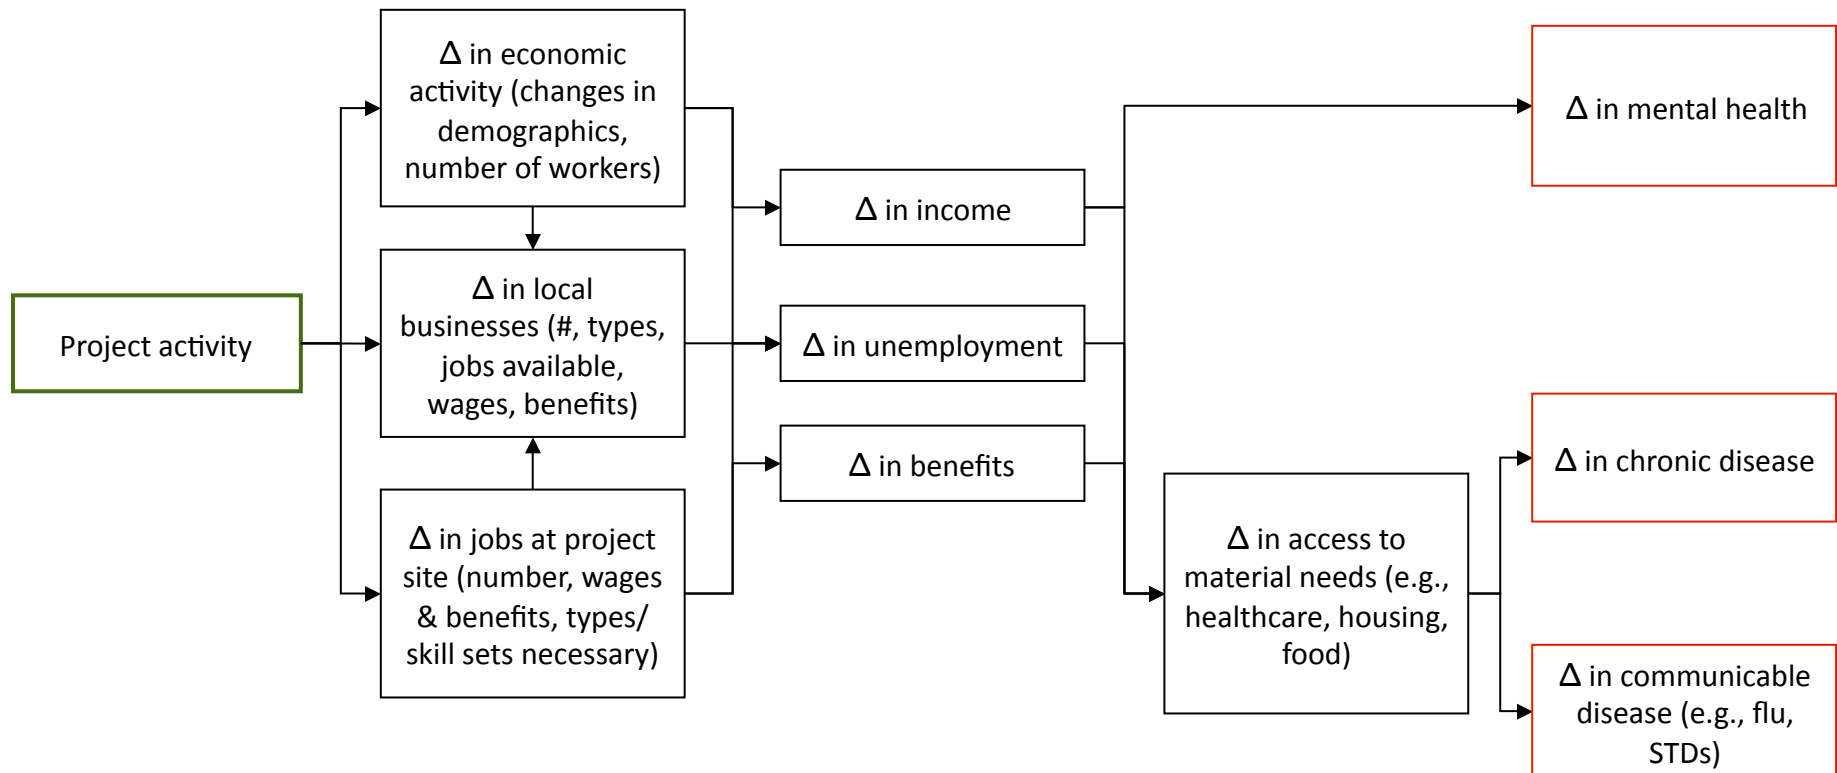 Project activity
Δ in economic
activity (changes in
demographics,
number of workers)
Δ in local
businesses (#, types,
jobs available,
wages, benefits)
Δ in jobs at project
site (number, wages
& benefits, types/
skill sets necessary)
Δ in income
Δ in unemployment
Δ in benefits
Δ in access to
material needs (e.g.,
healthcare, housing,
food)
Δ in mental health
Δ in chronic disease
Δ in communicable
disease (e.g., flu,
STDs)